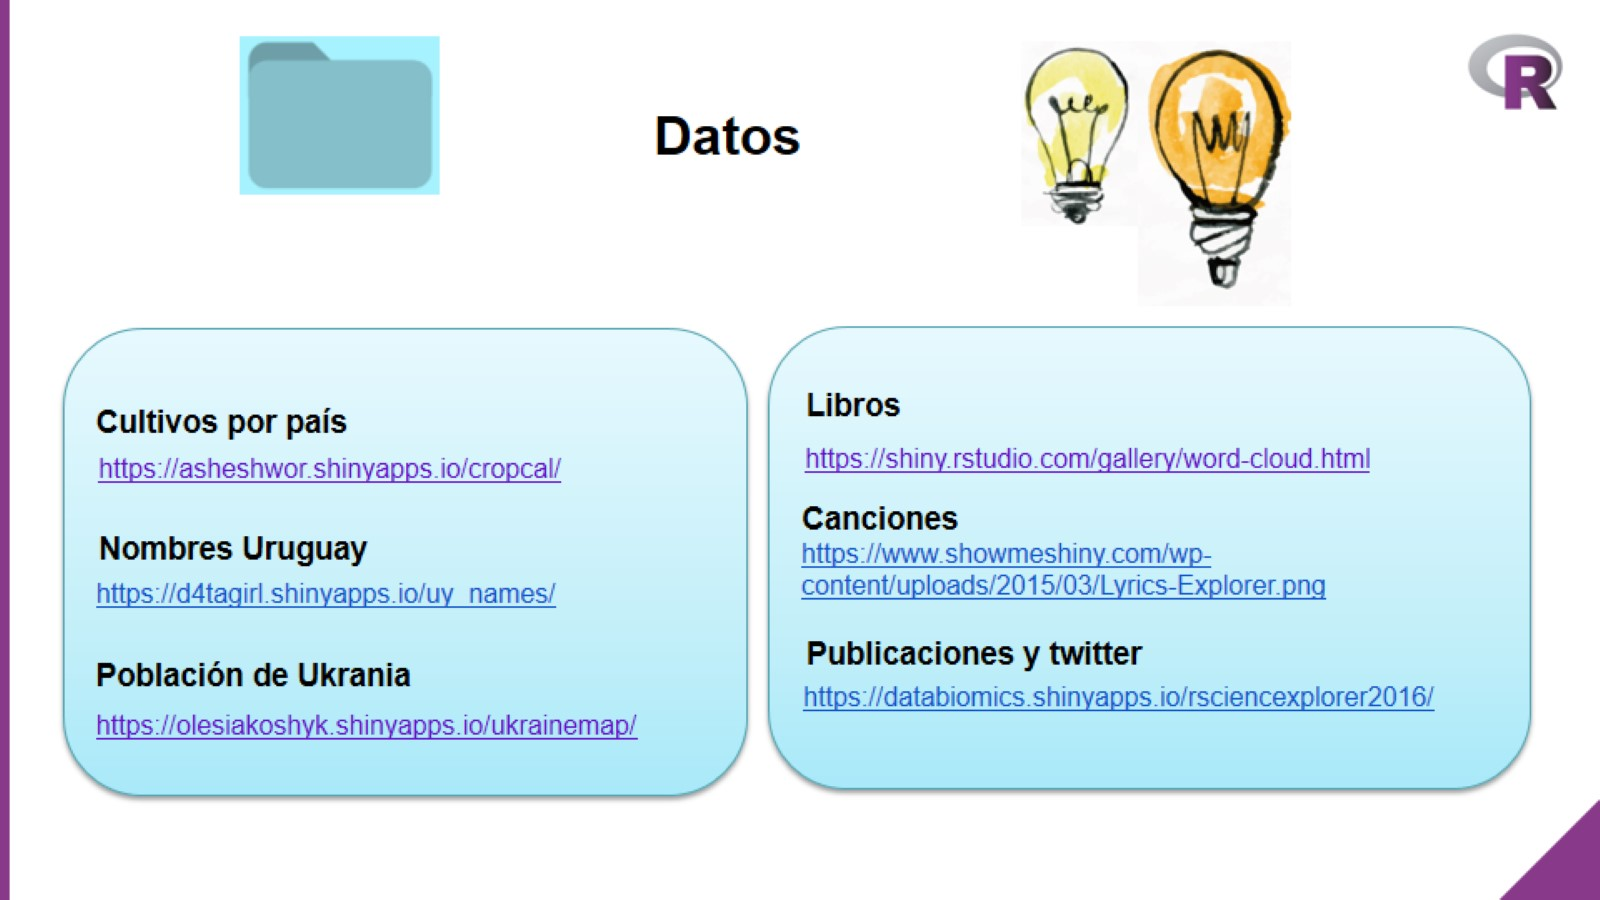 Datos
R
Cultivos por país
https://asheshwor.shinyapps.io/cropcal/
Nombres Uruguay
https://d4tagirl.shinyapps.io/uy_names/
Población de Ukrania
https://olesiakoshyk.shinyapps.io/ukrainemap/
Libros
https://shiny.rstudio.com/gallery/word-cloud.html
Canciones
https://www.showmeshiny.com/wp-
content/uploads/2015/03/Lyrics-Explorer.png
Publicaciones y twitter
https://databiomics.shinyapps.io/rsciencexplorer2016/